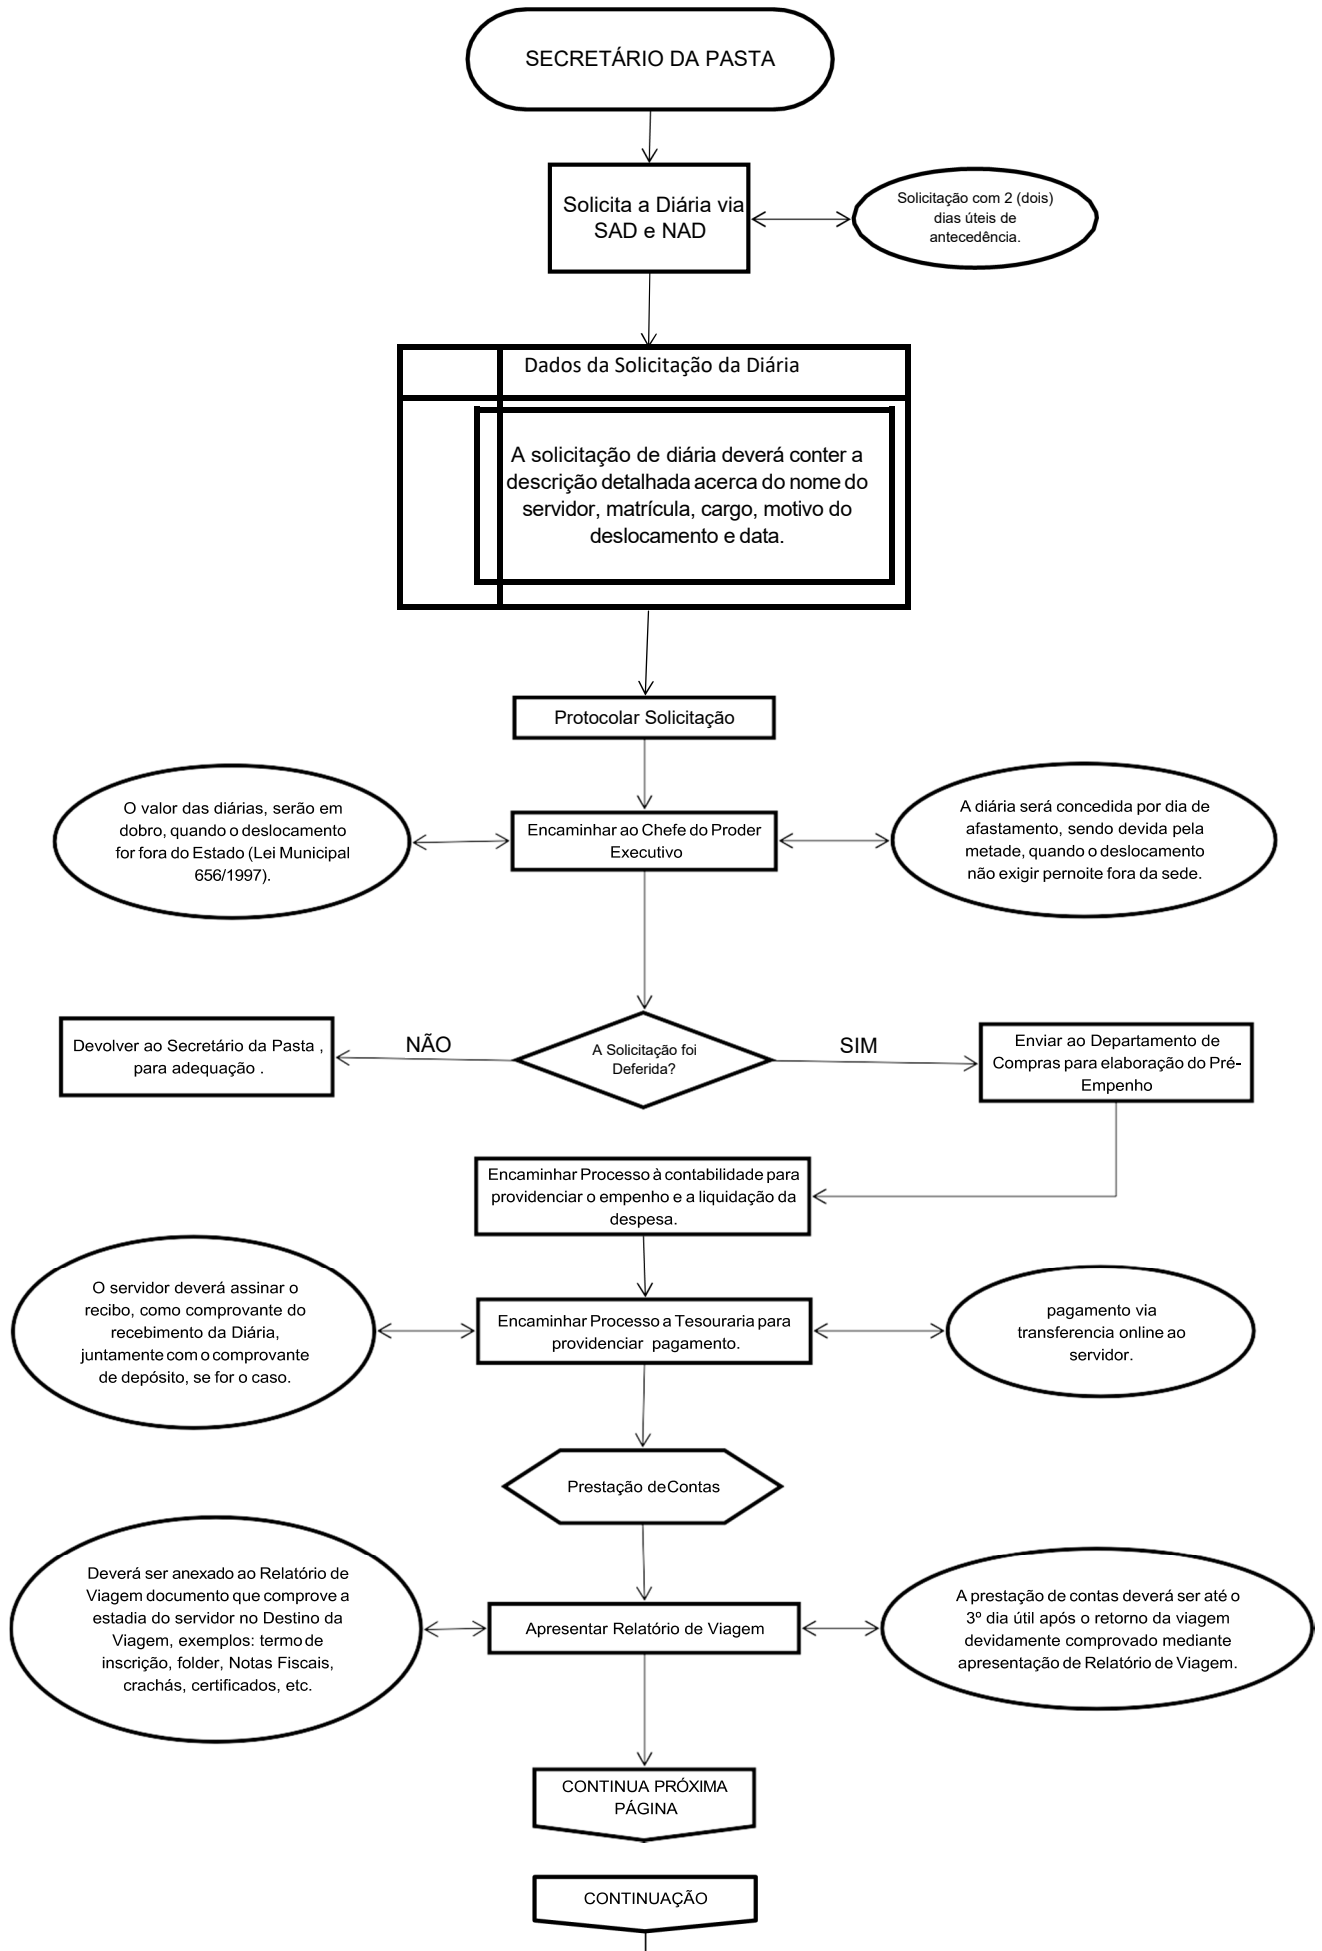 SECRETÁRIO DA PASTA
Solicita a Diária via
SAD e NAD
Solicitação com 2 (dois)
dias úteis de
antecedência.
Dados da Solicitação da Diária
A solicitação de diária deverá conter a
descrição detalhada acerca do nome do
servidor, matrícula, cargo, motivo do
deslocamento e data.
Protocolar Solicitação
O valor das diárias, serão em
dobro, quando o deslocamento
for fora do Estado (Lei Municipal
656/1997).
Encaminhar ao Chefe do Proder
Executivo
A diária será concedida por dia de
afastamento, sendo devida pela
metade, quando o deslocamento
não exigir pernoite fora da sede.
Devolver ao Secretário da Pasta ,
para adequação .
NÃO
A Solicitação foi
Deferida?
SIM
Enviar ao Departamento de
Compras para elaboração do Pré-
Empenho
Encaminhar Processo à contabilidade para
providenciar o empenho e a liquidação da
despesa.
O servidor deverá assinar o
recibo, como comprovante do
recebimento da Diária,
juntamente com o comprovante
de depósito, se for o caso.
Encaminhar Processo a Tesouraria para
providenciar pagamento.
pagamento via
transferencia online ao
servidor.
Prestação de Contas
Deverá ser anexado ao Relatório de
Viagem documento que comprove a
estadia do servidor no Destino da
Viagem, exemplos: termo de
inscrição, folder, Notas Fiscais,
crachás, certificados, etc.
Apresentar Relatório de Viagem
A prestação de contas deverá ser até o
3º dia útil após o retorno da viagem
devidamente comprovado mediante
apresentação de Relatório de Viagem.
CONTINUA PRÓXIMA
PÁGINA
CONTINUAÇÃO